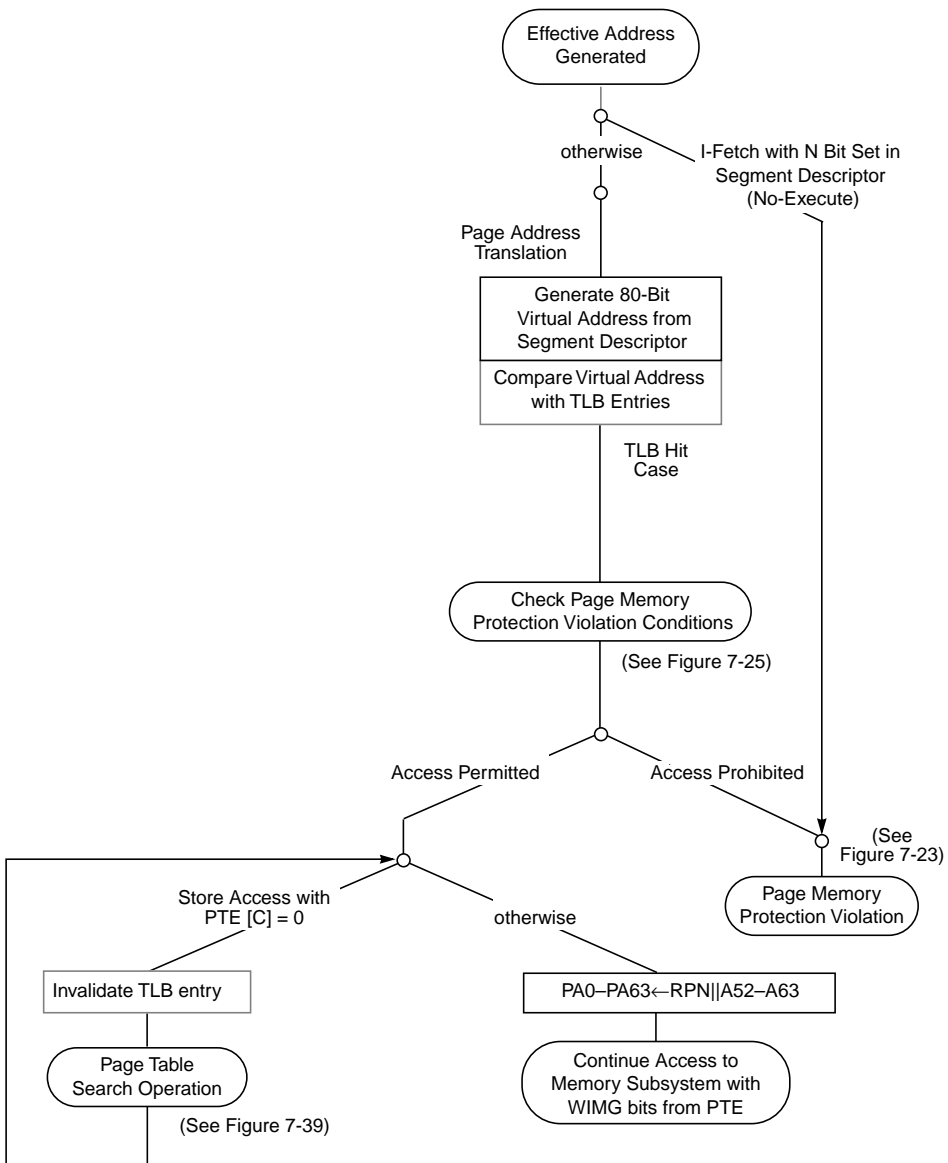 Effective Address
Generated
otherwise
I-Fetch with N Bit Set in
Segment Descriptor
(No-Execute)
Page Address
Translation
Generate 80-Bit
Virtual Address from
Segment Descriptor
Compare Virtual Address
with TLB Entries
TLB Hit
Case
Check Page Memory
Protection Violation Conditions
(See Figure 7-25)
Access Permitted
Access Prohibited
(See
Figure 7-23)
Page Memory
Protection Violation
Store Access with
PTE [C] = 0
otherwise
Invalidate TLB entry
PA0–PA63←RPN||A52–A63
Page Table
Search Operation
(See Figure 7-39)
Continue Access to
Memory Subsystem with
WIMG bits from PTE